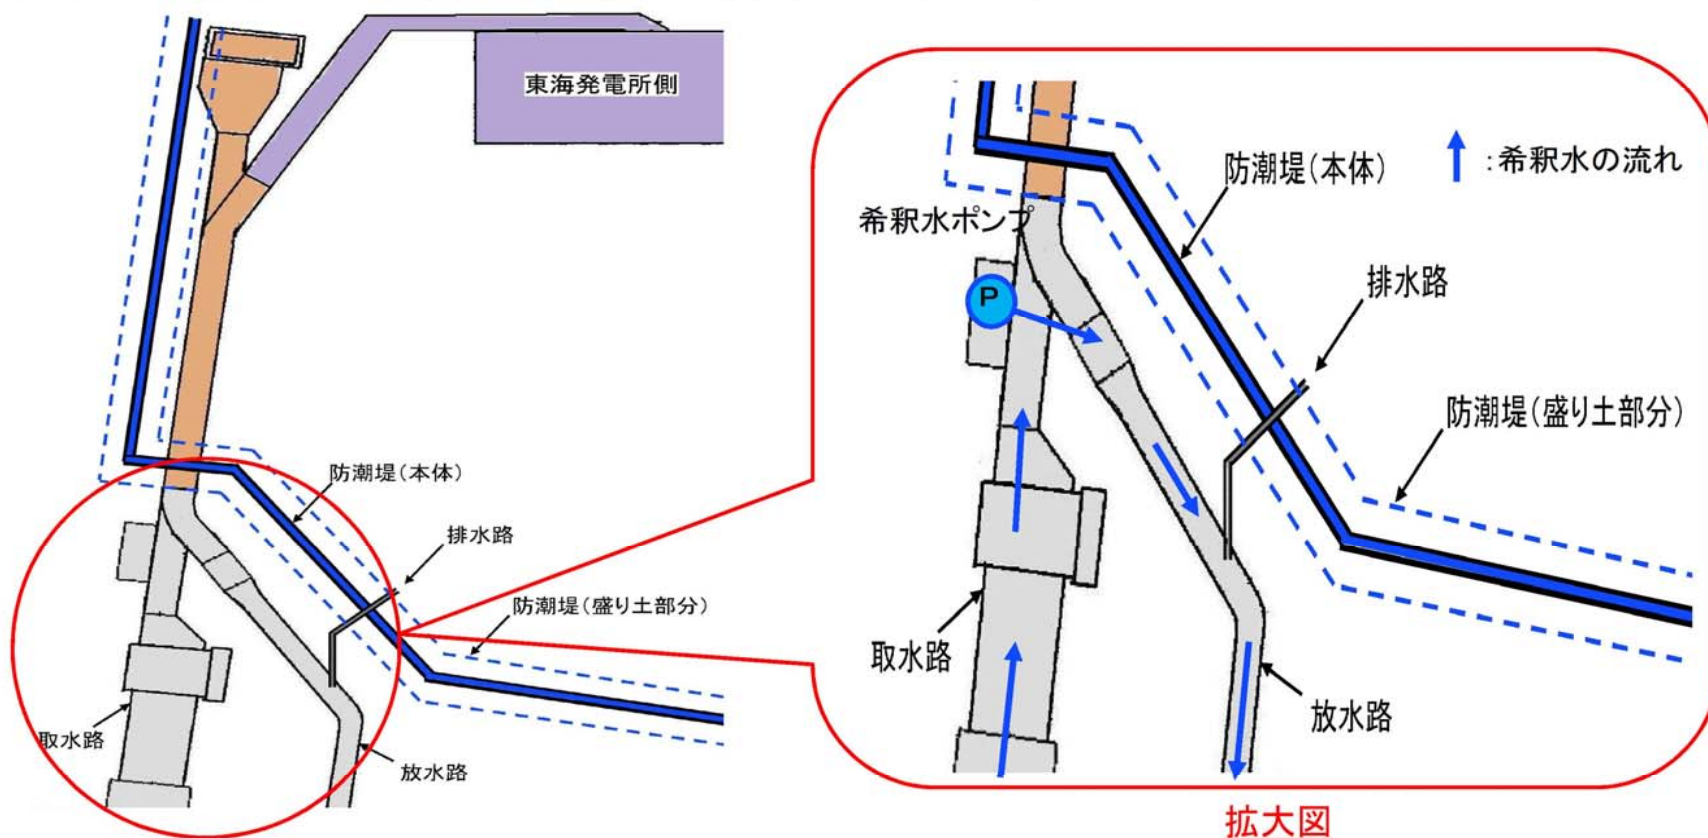 東海発電所側
防潮堤(本体)
排水路
防潮堤(盛り土部分)
取水路
放水路
防潮堤(本体)
:希釈水の流れ
希釈水ポンプ
P
排水路
防潮堤(盛り土部分)
取水路
放水路
拡大図